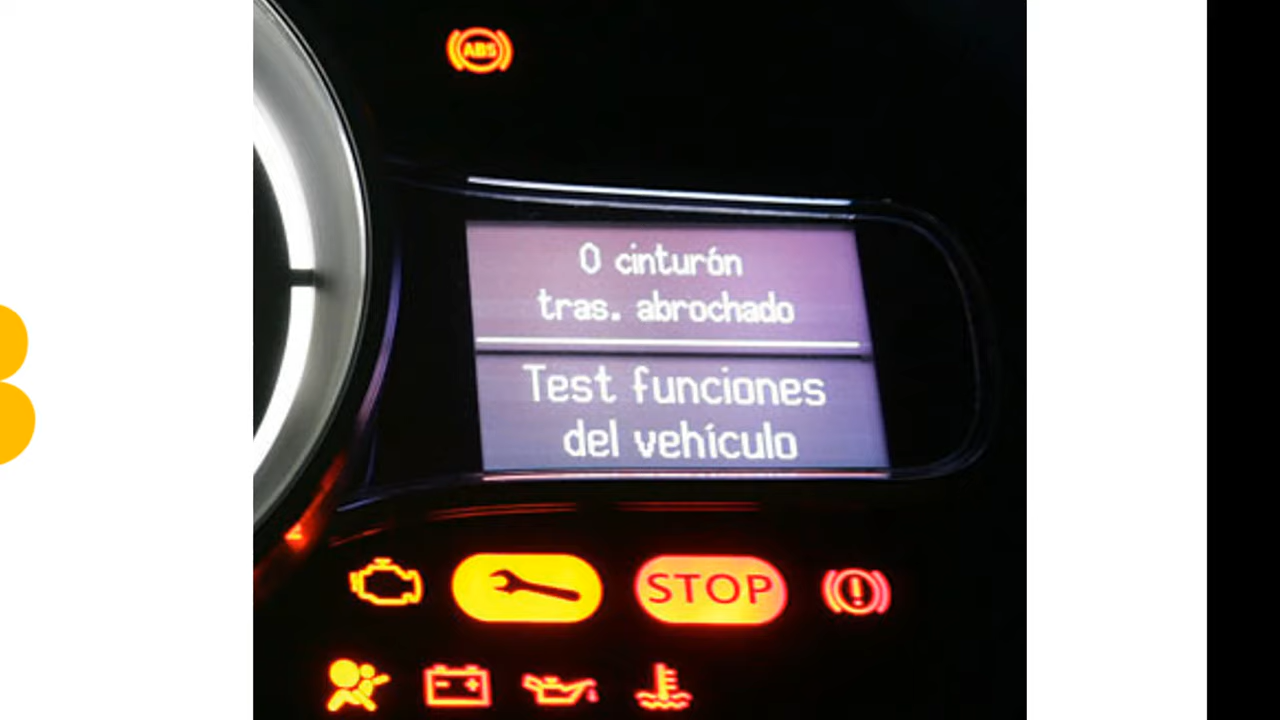 ABS
0 cinturón
tras. abrochado
Test funciones
del vehículo
STOP